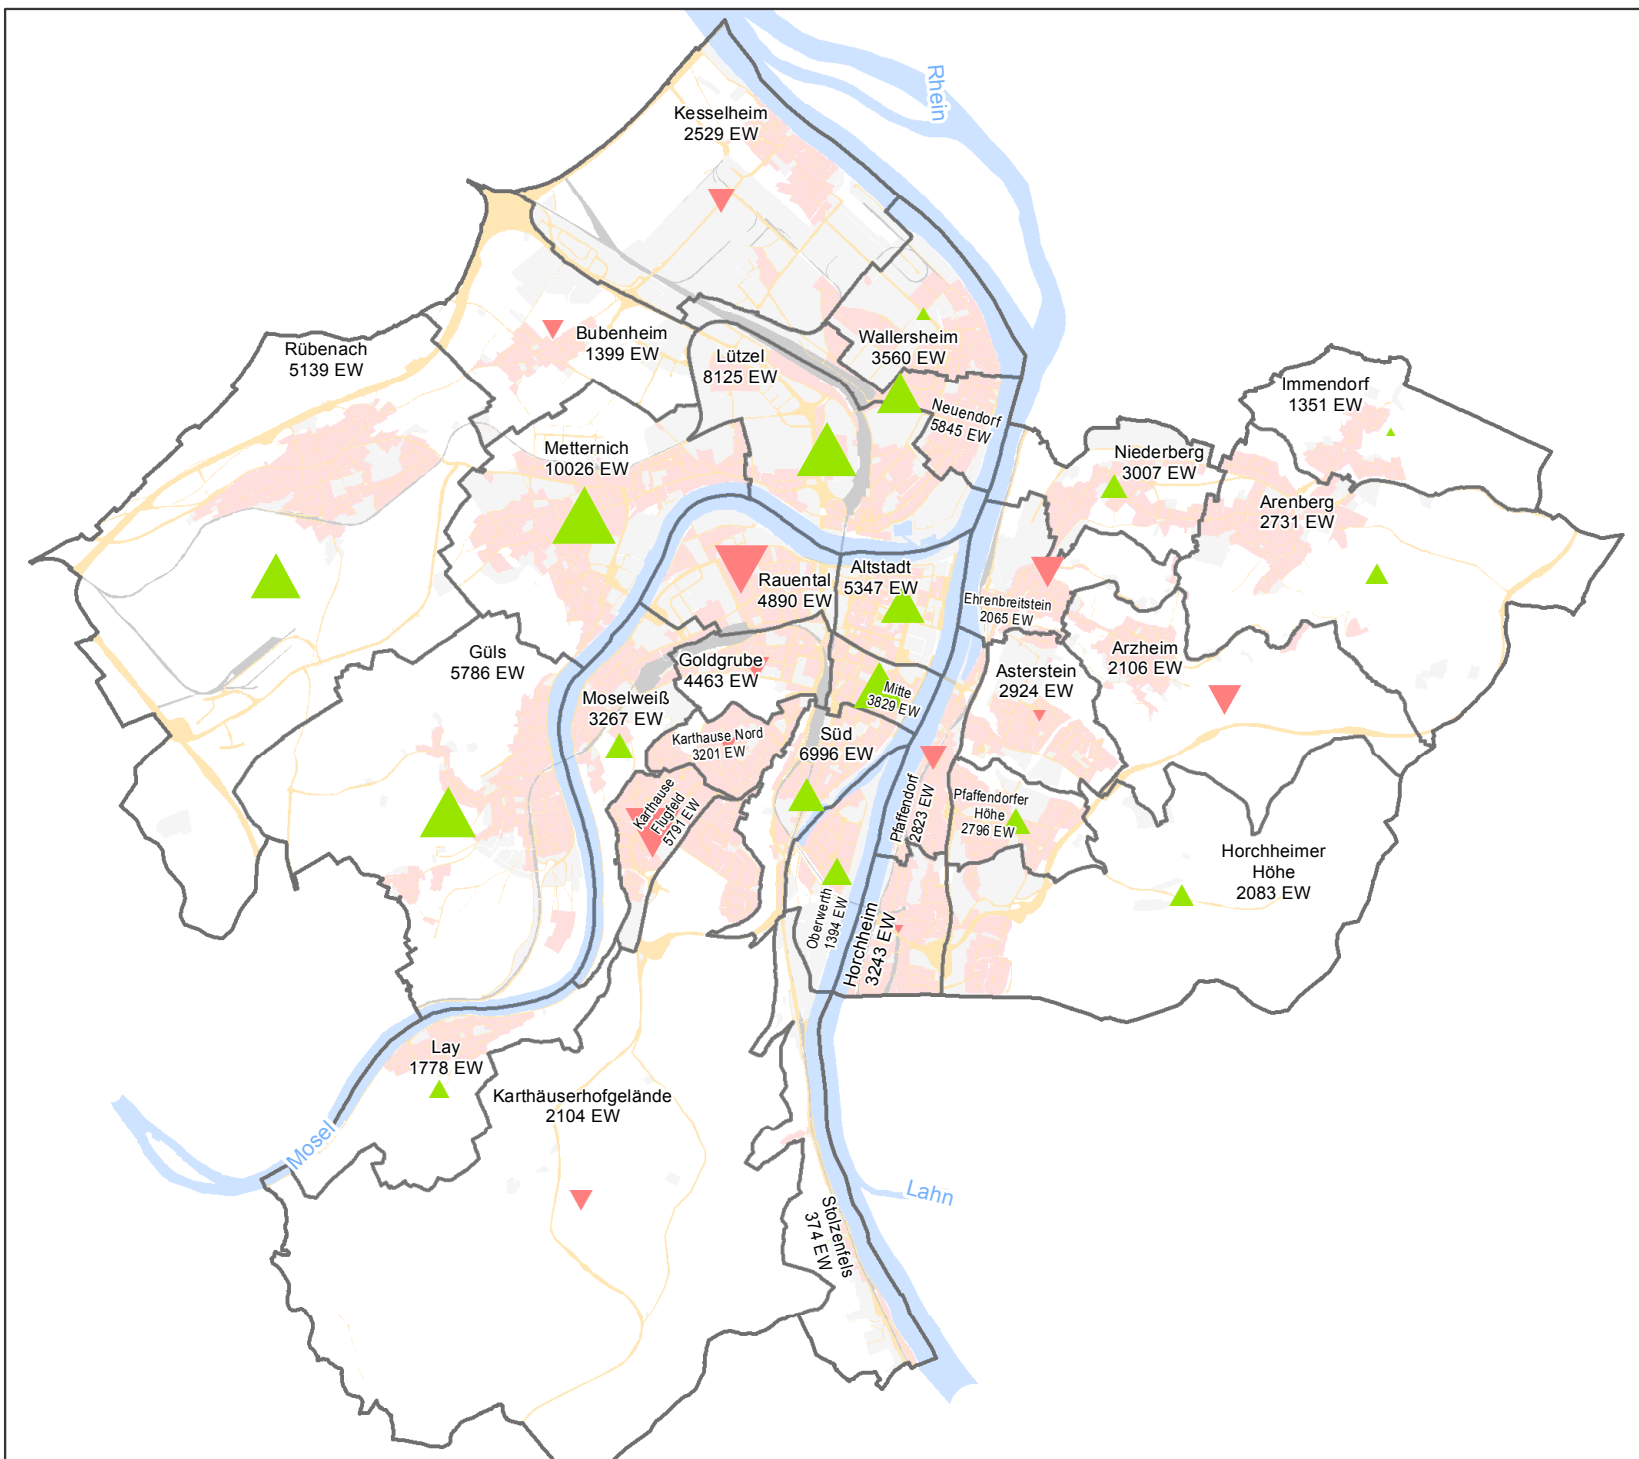 Rhein
Kesselheim
2529 EW
Bubenheim
1399 EW
Wallersheim
3560 EW
Rübenach
5139 EW
Lützel
8125 EW
Immendorf
1351 EW
Neuendorf
5845 EW
Metternich
10026 EW
Niederberg
3007 EW
Arenberg
2731 EW
Rauental
4890 EW
Altstadt
5347 EW
Ehrenbreitstein
2065 EW
Güls
5786 EW
Goldgrube
4463 EW
Arzheim
2106 EW
Asterstein
2924 EW
Moselweiß
3267 EW
Mitte
3829 EW
Karthause Nord
3201 EW
Süd
6996 EW
Karthause
Flugfeld
5791 EW
Pfaffendorf
2823 EW
Pfaffendorfer
Höhe
2796 EW
Horchheimer
Höhe
2083 EW
Oberwerth
1394 EW
Horchheim
3243 EW
Lay
1778 EW
Karthäuserhofgelände
2104 EW
Mosel
Lahn
Stolzenfels
374 EW